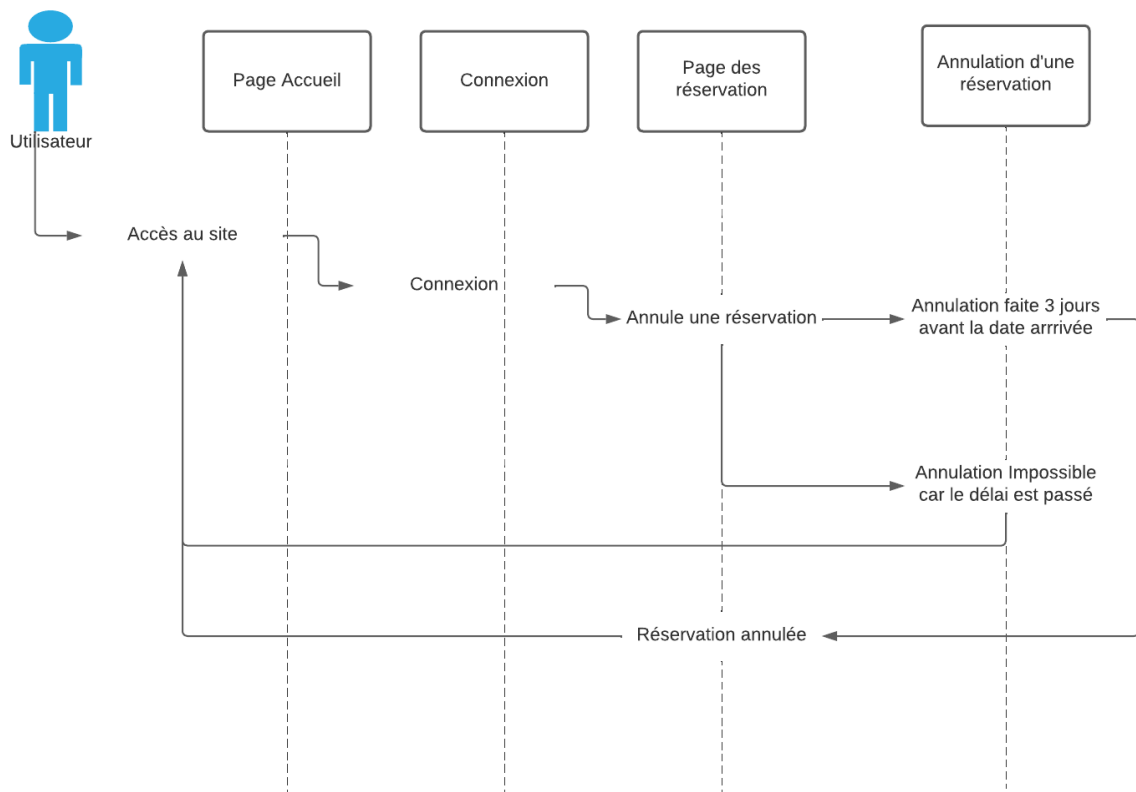 Utilisateur
Page Accueil
Connexion
Page des
réservation
Annulation d'une
réservation
Accès au site
Connexion
Annule une réservation
Annulation faite 3 jours
avant la date arrrivée
Annulation Impossible
car le délai est passé
Réservation annulée